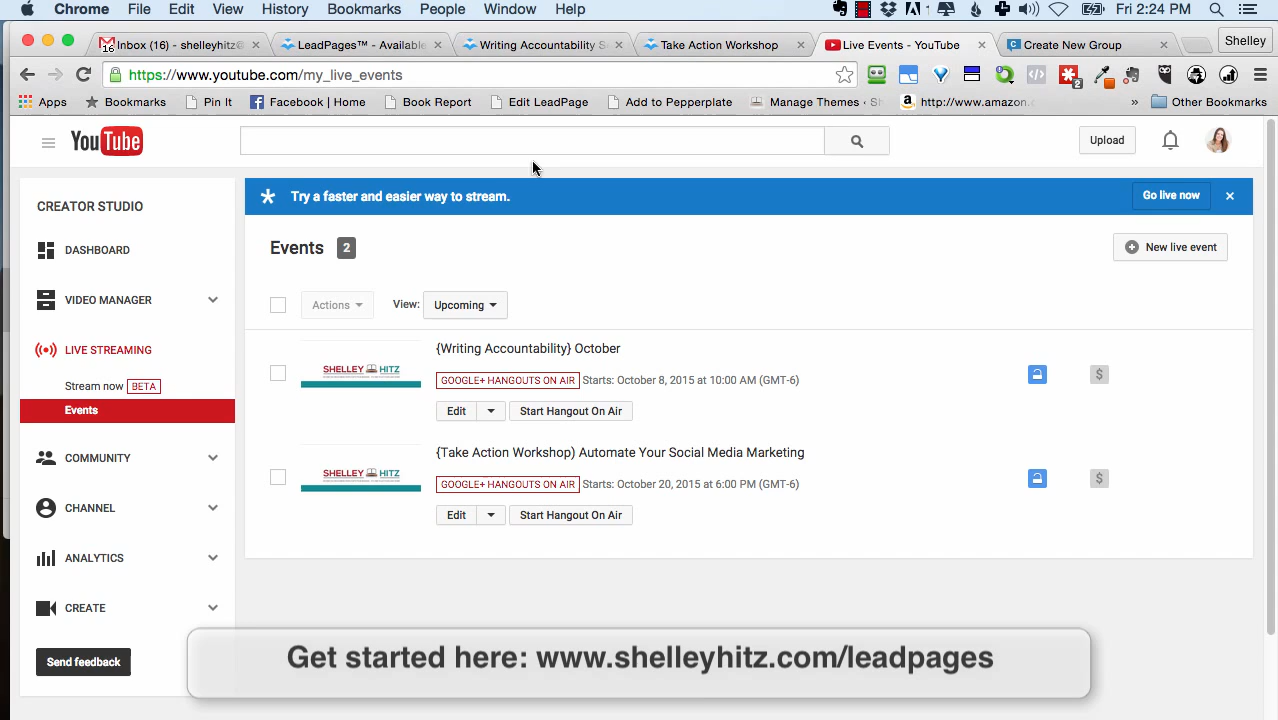 Chrome File Edit View History Bookmarks People Window Help
1
Fri 2:24 PM
Inbox (16) - shelleyhitz@
16
LeadPages™ - Available
Writing Accountability S
Take Action Workshop
Live Events - YouTube
Create New Group
Shelley
https://www.youtube.com/my_live_events
2
Apps Bookmarks Pin It Facebook | Home Book Report Edit LeadPage Add to Pepperplat Manage Themes ‹ S http://www.amazon. » Other Bookmarks
YouTube
Upload
CREATOR STUDIO
DASHBOARD
VIDEO MANAGER
LIVE STREAMING
Stream now BETA
Events
COMMUNITY
CHANNEL
ANALYTICS
CREATE
Send feedback
Try a faster and easier way to stream.
Go live now
Events 2
New live event
Actions
View:
Upcoming
SHELLEY HITZ
{Writing Accountability} October
GOOGLE+ HANGOUTS ON AIR Starts: October 8, 2015 at 10:00 AM (GMT-6)
$
Edit
Start Hangout On Air
SHELLEY HITZ
{Take Action Workshop) Automate Your Social Media Marketing
GOOGLE+ HANGOUTS ON AIR Starts: October 20, 2015 at 6:00 PM (GMT-6)
$
Edit
Start Hangout On Air
Get started here: www.shelleyhitz.com/leadpages